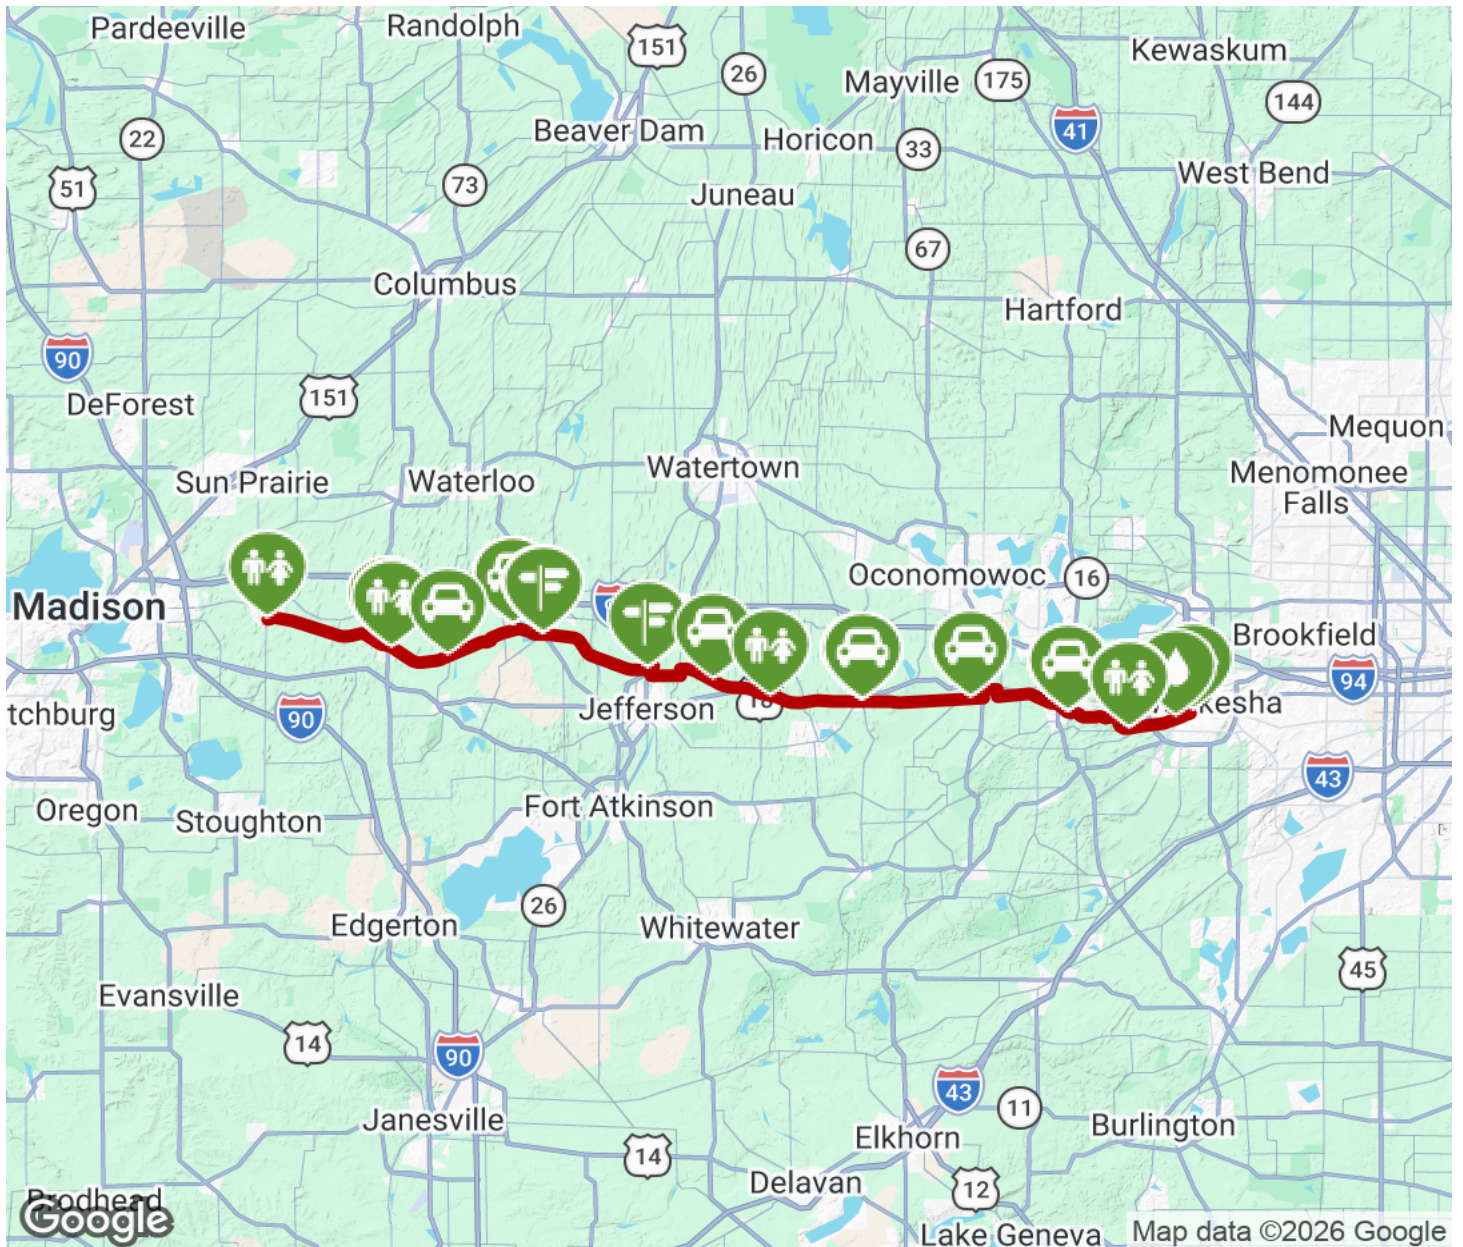 Pardeeville
Randolph
151
26
Mayville
175
Kewaskum
144
22
Beaver Dam
Horicon
33
41
51
73
Juneau
West Bend
67
Columbus
Hartford
90
151
DeForest
Mequon
Sun Prairie
Waterloo
Watertown
Menomonee
Falls
Oconomowoc
16
Madison
Brookfield
94
tchburg
90
Jefferson
kesha
43
Oregon
Stoughton
Fort Atkinson
26
Edgerton
Whitewater
45
Evansville
14
90
43
11
Janesville
Elkhorn
Burlington
14
Delavan
12
Brodhead
Google
Lake Geneva
Map data ©2026 Google